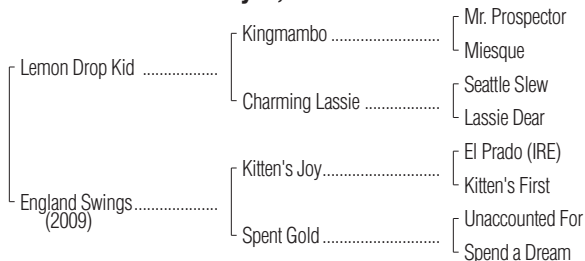 Mr. Prospector
Kingmambo ........................
Miesque
Lemon Drop Kid .................
Seattle Slew
Charming Lassie .................
Lassie Dear
El Prado (IRE)
Kitten's Joy........................
Kitten's First
England Swings...................
(2009)
Unaccounted For
Spent Gold ........................
Spend a Dream